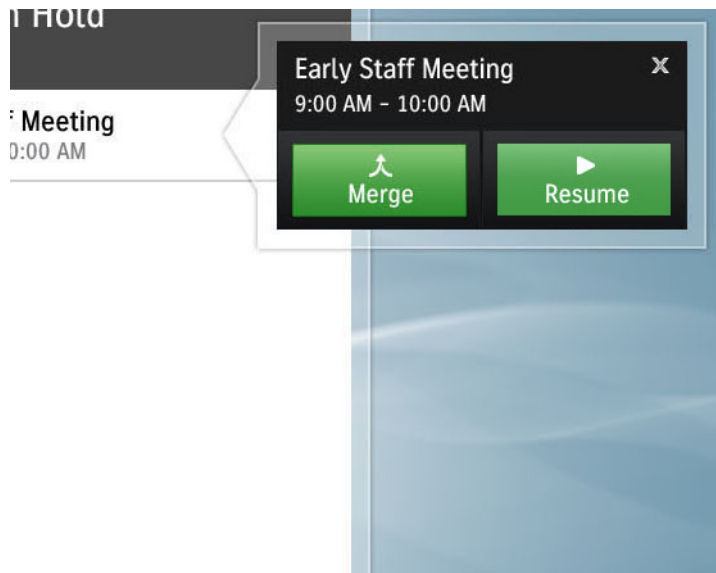 Hold
Meeting
0:00 AM
Early Staff Meeting
9:00 AM – 10:00 AM
X
Merge
Resume